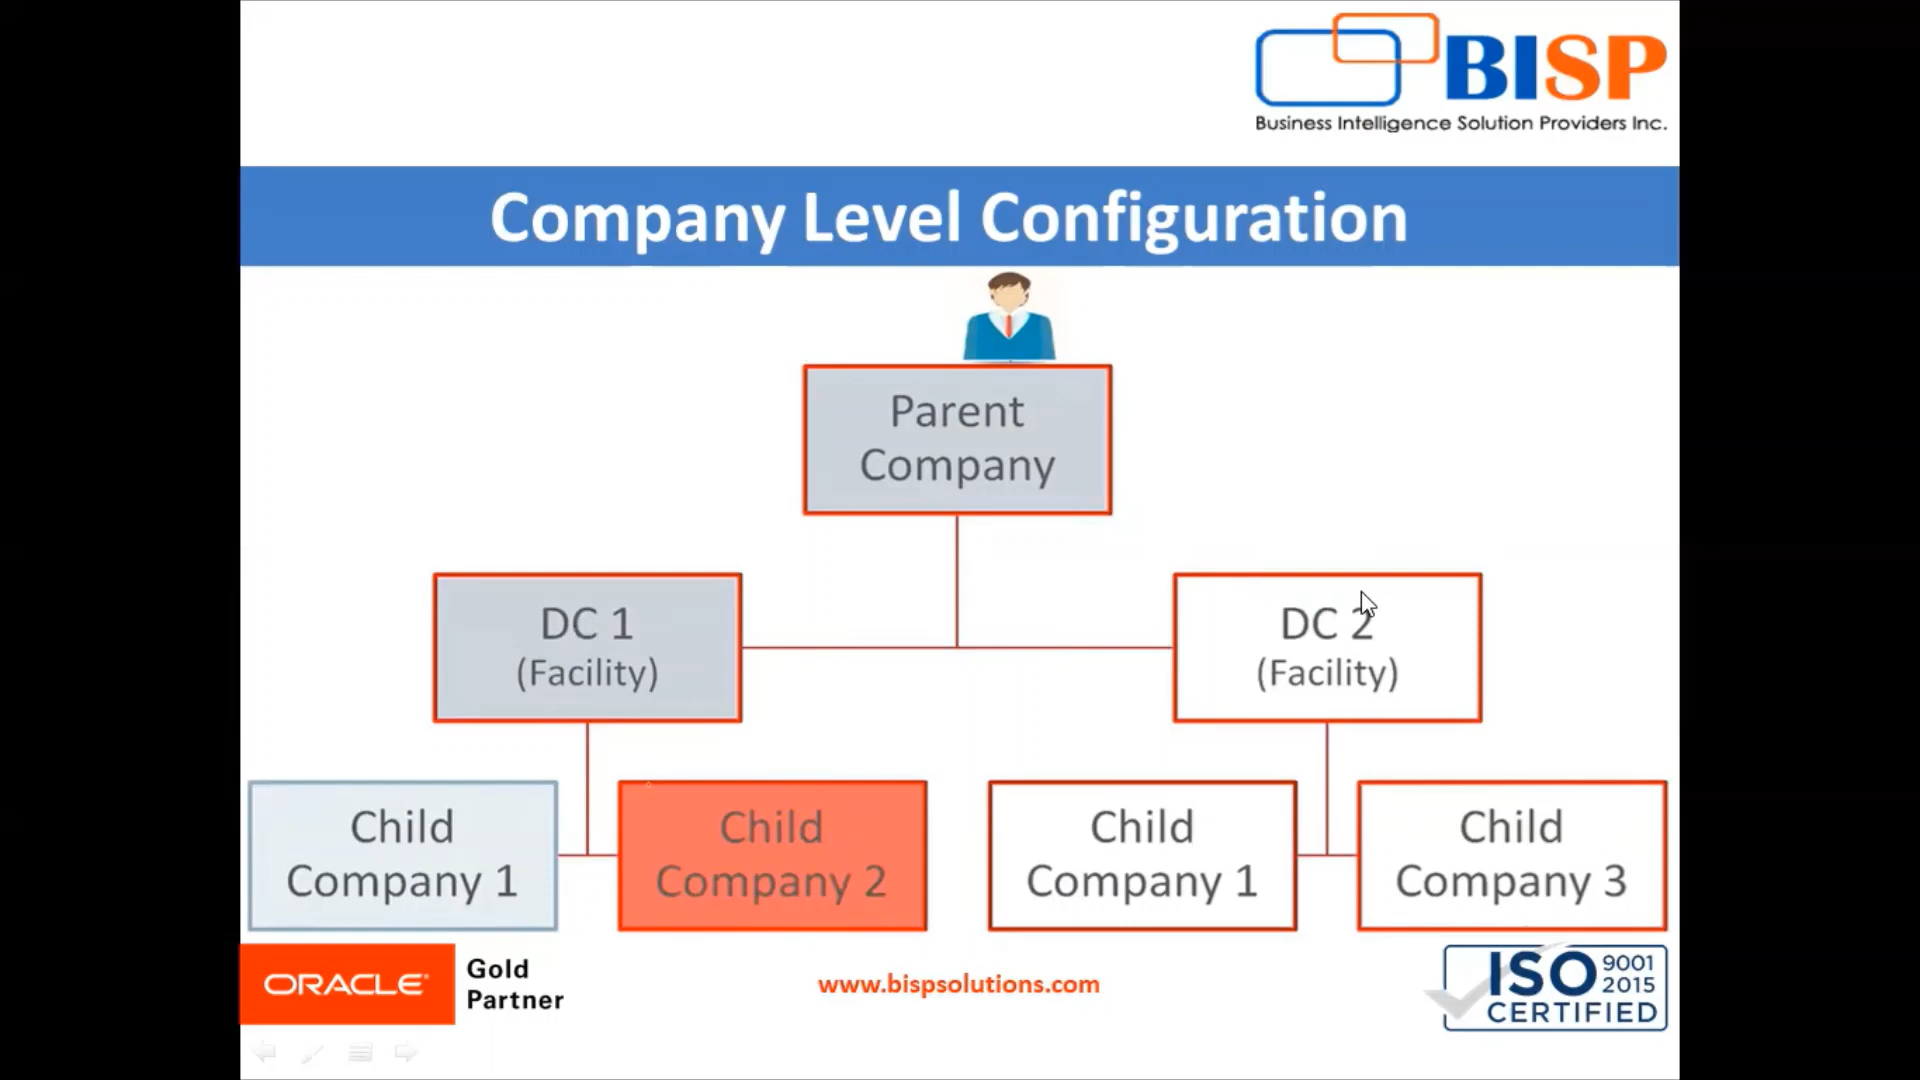 BISP
Business Intelligence Solution Providers Inc.
Company Level Configuration
Parent
Company
DC 1
(Facility)
DC 2
(Facility)
Child
Company 1
Child
Company 2
Child
Company 1
Child
Company 3
ORACLE®
Gold
Partner
www.bispsolutions.com
ISO 9001
2015
CERTIFIED